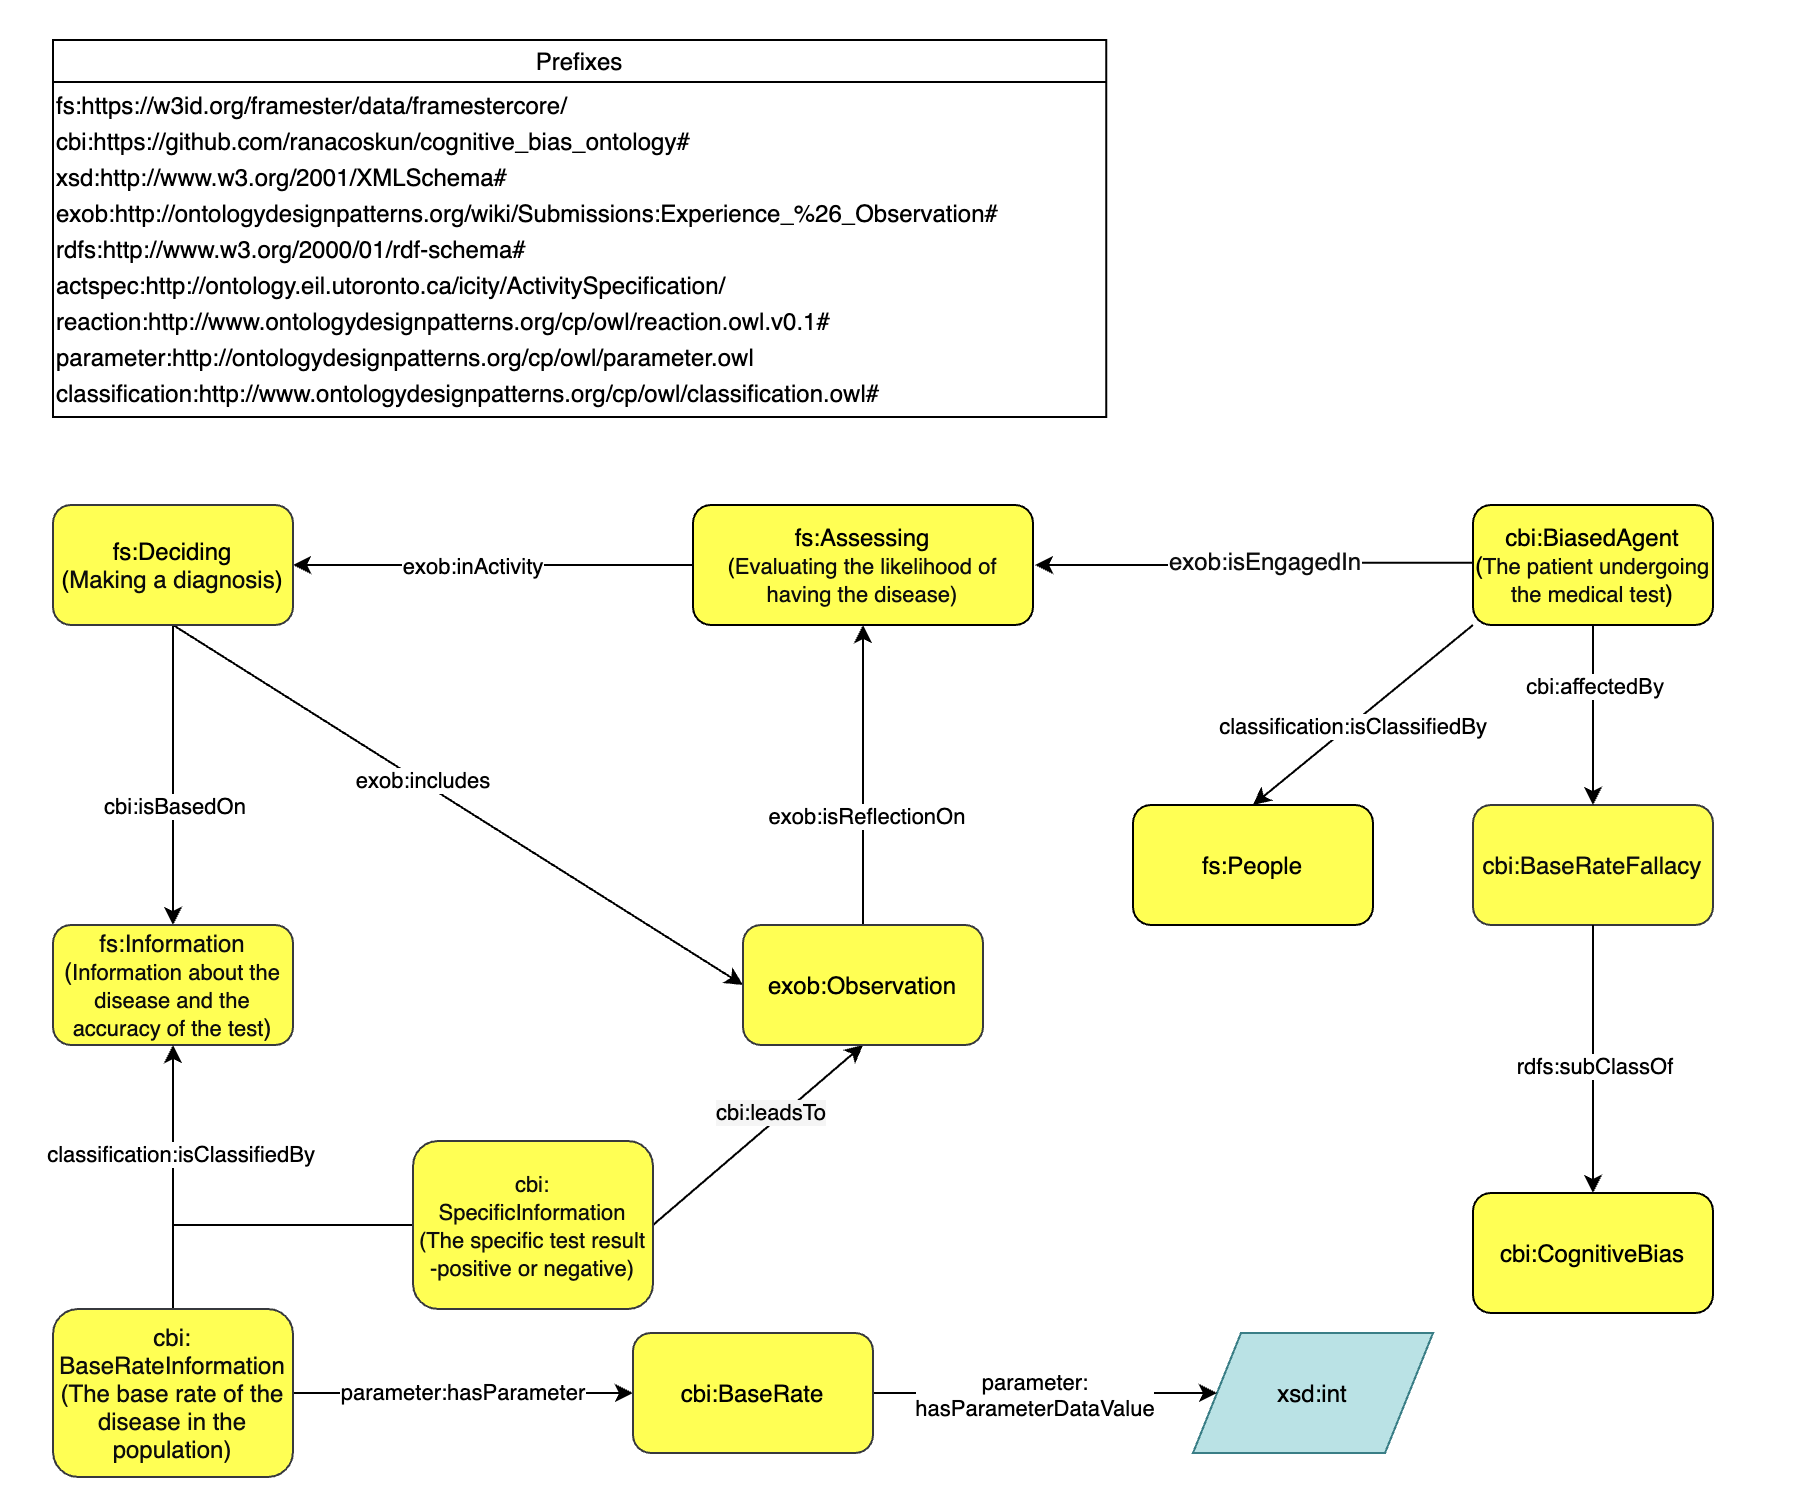 Prefixes
fs:https://w3id.org/framester/data/framestercore/
cbi:https://github.com/ranacoskun/cognitive_bias_ontology#
xsd:http://www.w3.org/2001/XMLSchema#
exob:http://ontologydesignpatterns.org/wiki/Submissions:Experience_%26_Observation#
rdfs:http://www.w3.org/2000/01/rdf-schema#
actspec:http://ontology.eil.utoronto.ca/icity/ActivitySpecification/
reaction:http://www.ontologydesignpatterns.org/cp/owl/reaction.owl.v0.1#
parameter:http://ontologydesignpatterns.org/cp/owl/parameter.owl
classification:http://www.ontologydesignpatterns.org/cp/owl/classification.owl#
fs:Deciding
(Making a diagnosis)
exob:inActivity
fs:Assessing
(Evaluating the likelihood of
having the disease)
exob:isEngagedIn
cbi:BiasedAgent
(The patient undergoing
the medical test)
cbi:affectedBy
classification:isClassifiedBy
exob:includes
cbi:isBasedOn
exob:isReflectionOn
fs:People
cbi:BaseRateFallacy
fs:Information
(Information about the
disease and the
accuracy of the test)
exob:Observation
rdfs:subClassOf
cbi:leadsTo
classification:isClassifiedBy
cbi:
SpecificInformation
(The specific test result
-positive or negative)
cbi:CognitiveBias
cbi:
BaseRateInformation
(The base rate of the
disease in the
population)
parameter:hasParameter
cbi:BaseRate
parameter:
hasParameterDataValue
xsd:int